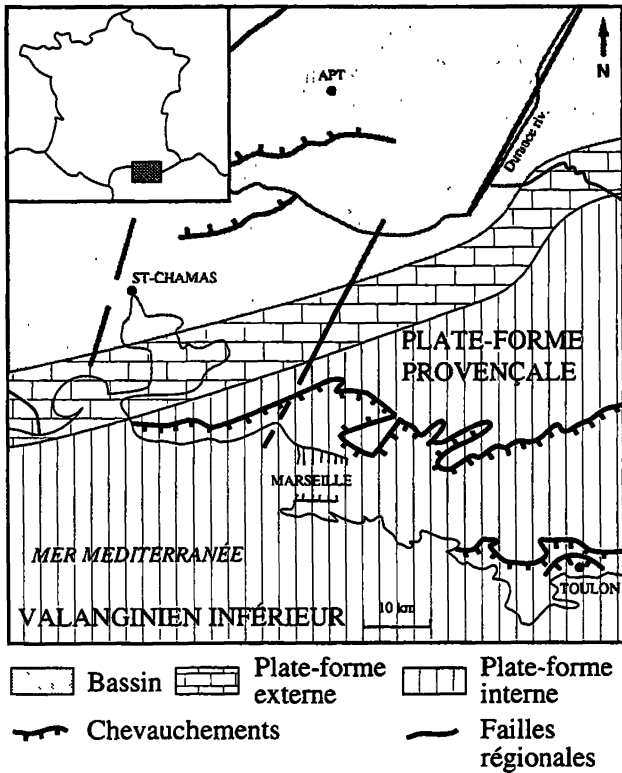 APT
N
Durance riv.
ST-CHAMAS
PLATE-FORME
PROVENÇALE
MARSEILLE
MER MEDITERRANÉE
TOULON
VALANGINIEN INFÉRIEUR
10 km
Bassin
Plate-forme
externe
Plate-forme
interne
Chevauchements
Failles
régionales